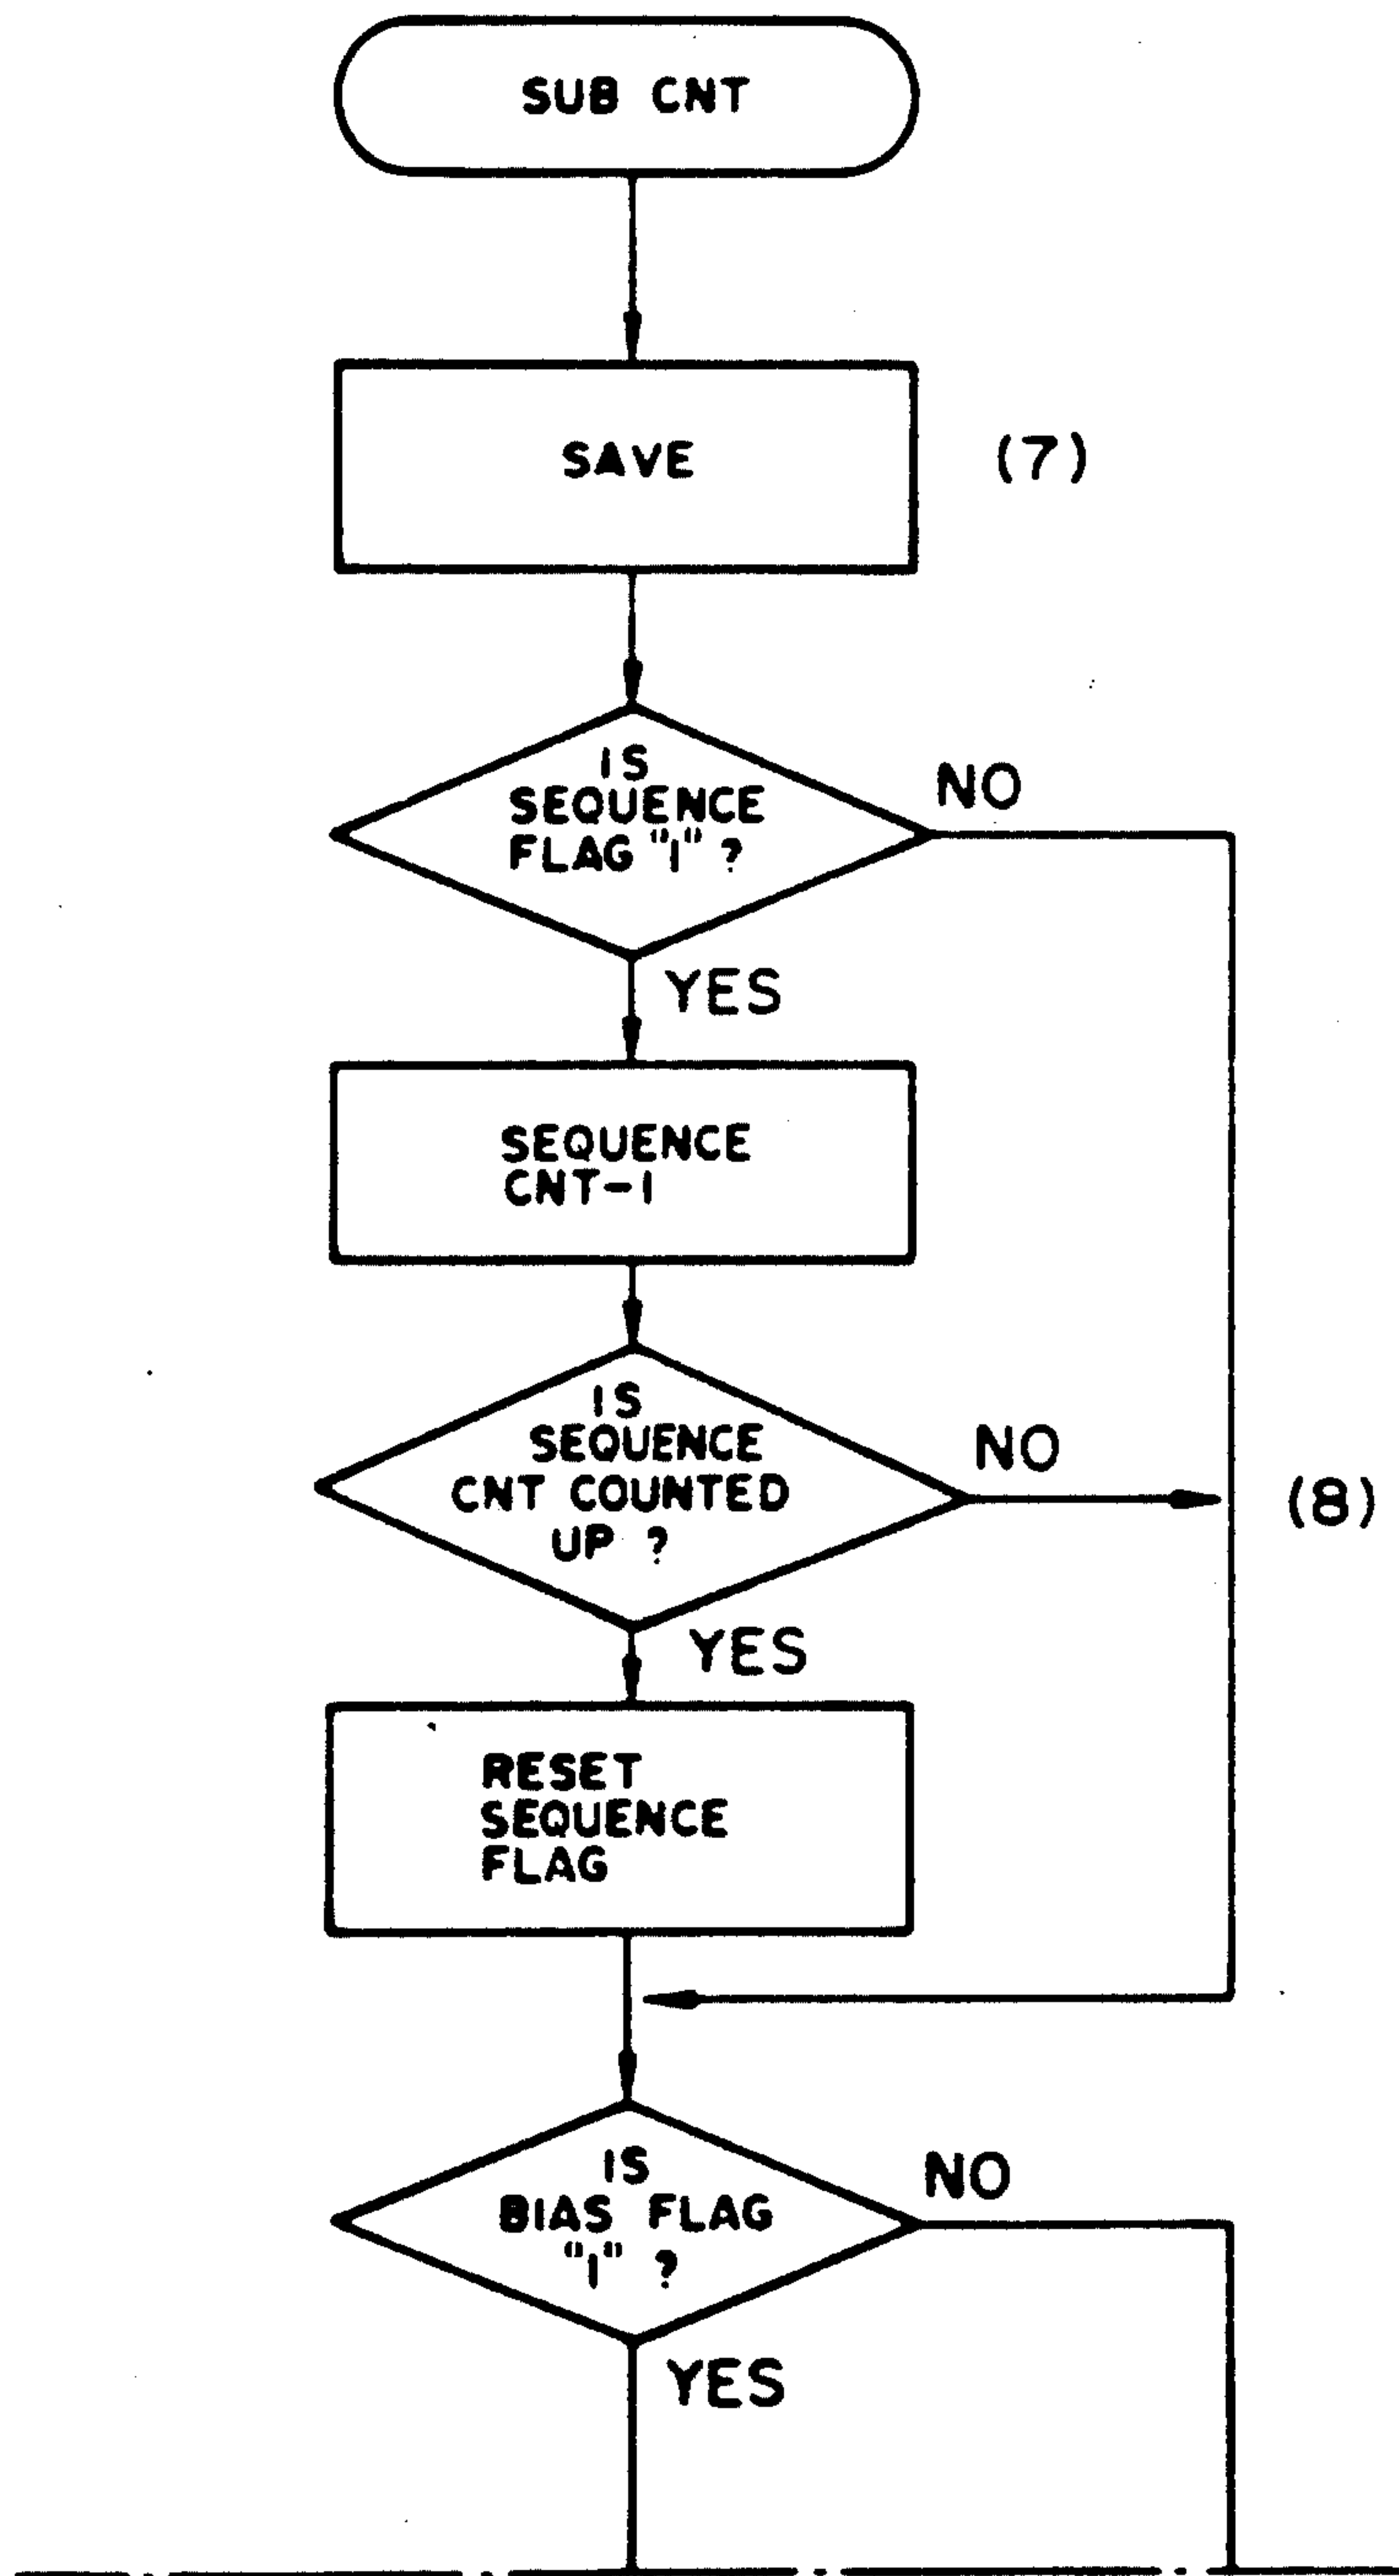 SUB CNT
SAVE
(7)
IS
SEQUENCE
FLAG "1" ?
NO
YES
SEQUENCE
CNT-1
IS
SEQUENCE
CNT COUNTED
UP ?
NO
(8)
YES
RESET
SEQUENCE
FLAG
IS
BIAS FLAG
"1" ?
NO
YES